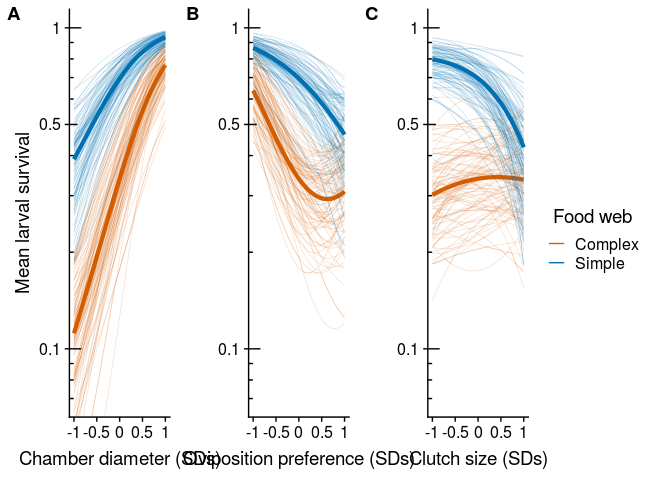 A
B
C
Mean larval survival
1
0.5
0.1
-1 -0.5 0 0.5 1
Chamber diameter (SDs)
1
0.5
0.1
-1 -0.5 0 0.5 1
Oviposition preference (SDs)
1
0.5
0.1
-1 -0.5 0 0.5 1
Clutch size (SDs)
Food web
Complex
Simple